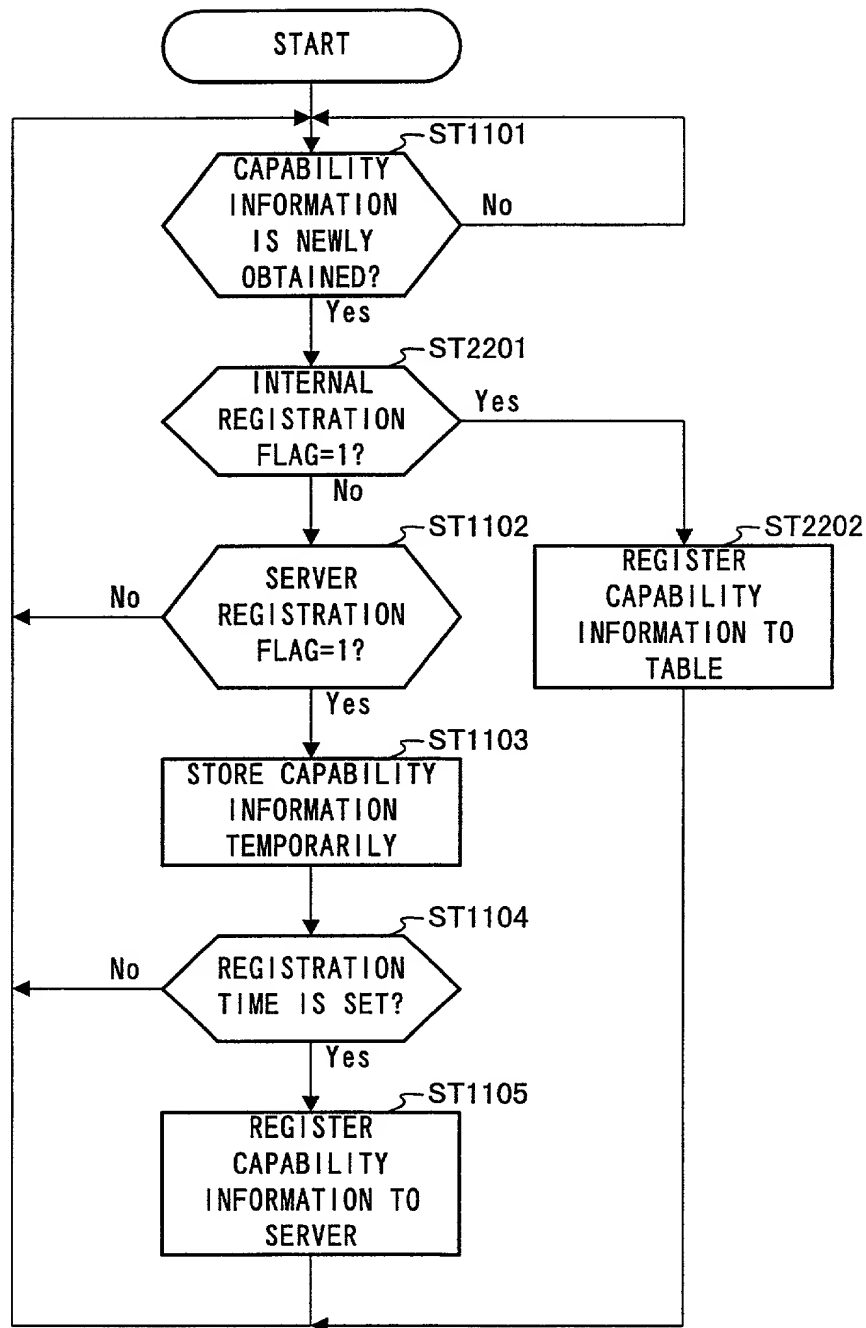 START
ST1101
CAPABILITY
INFORMATION
IS NEWLY
OBTAINED?
No
Yes
ST2201
INTERNAL
REGISTRATION
FLAG=1?
Yes
No
ST1102
SERVER
REGISTRATION
FLAG=1?
No
Yes
ST2202
REGISTER
CAPABILITY
INFORMATION TO
TABLE
ST1103
STORE CAPABILITY
INFORMATION
TEMPORARILY
ST1104
REGISTRATION
TIME IS SET?
No
Yes
ST1105
REGISTER
CAPABILITY
INFORMATION TO
SERVER